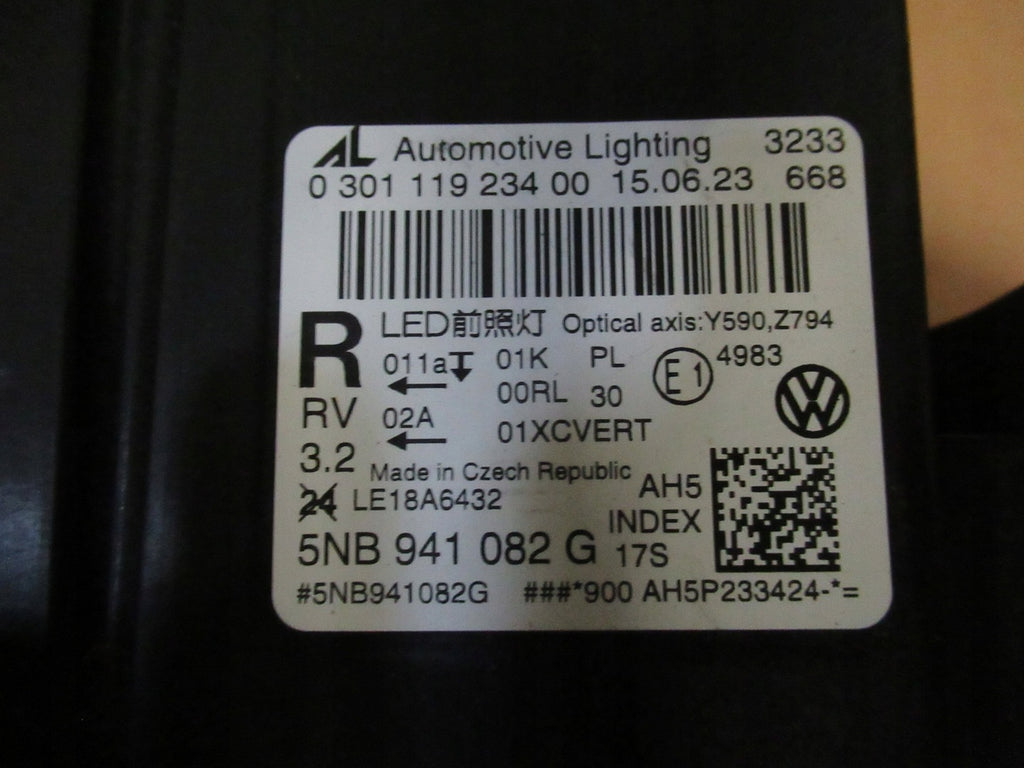 AL Automotive Lighting 3233
0 301 119 234 00 15.06.23 668
R LED前照灯 Optical axis:Y590,Z794
011a 01K PL E1 4983
00RL 30
RV 02A 01XCVERT
3.2 Made in Czech Republic
24 LE18A6432 AH5
INDEX
5NB 941 082 G 17S
#5NB941082G ###*900 AH5P233424-*=